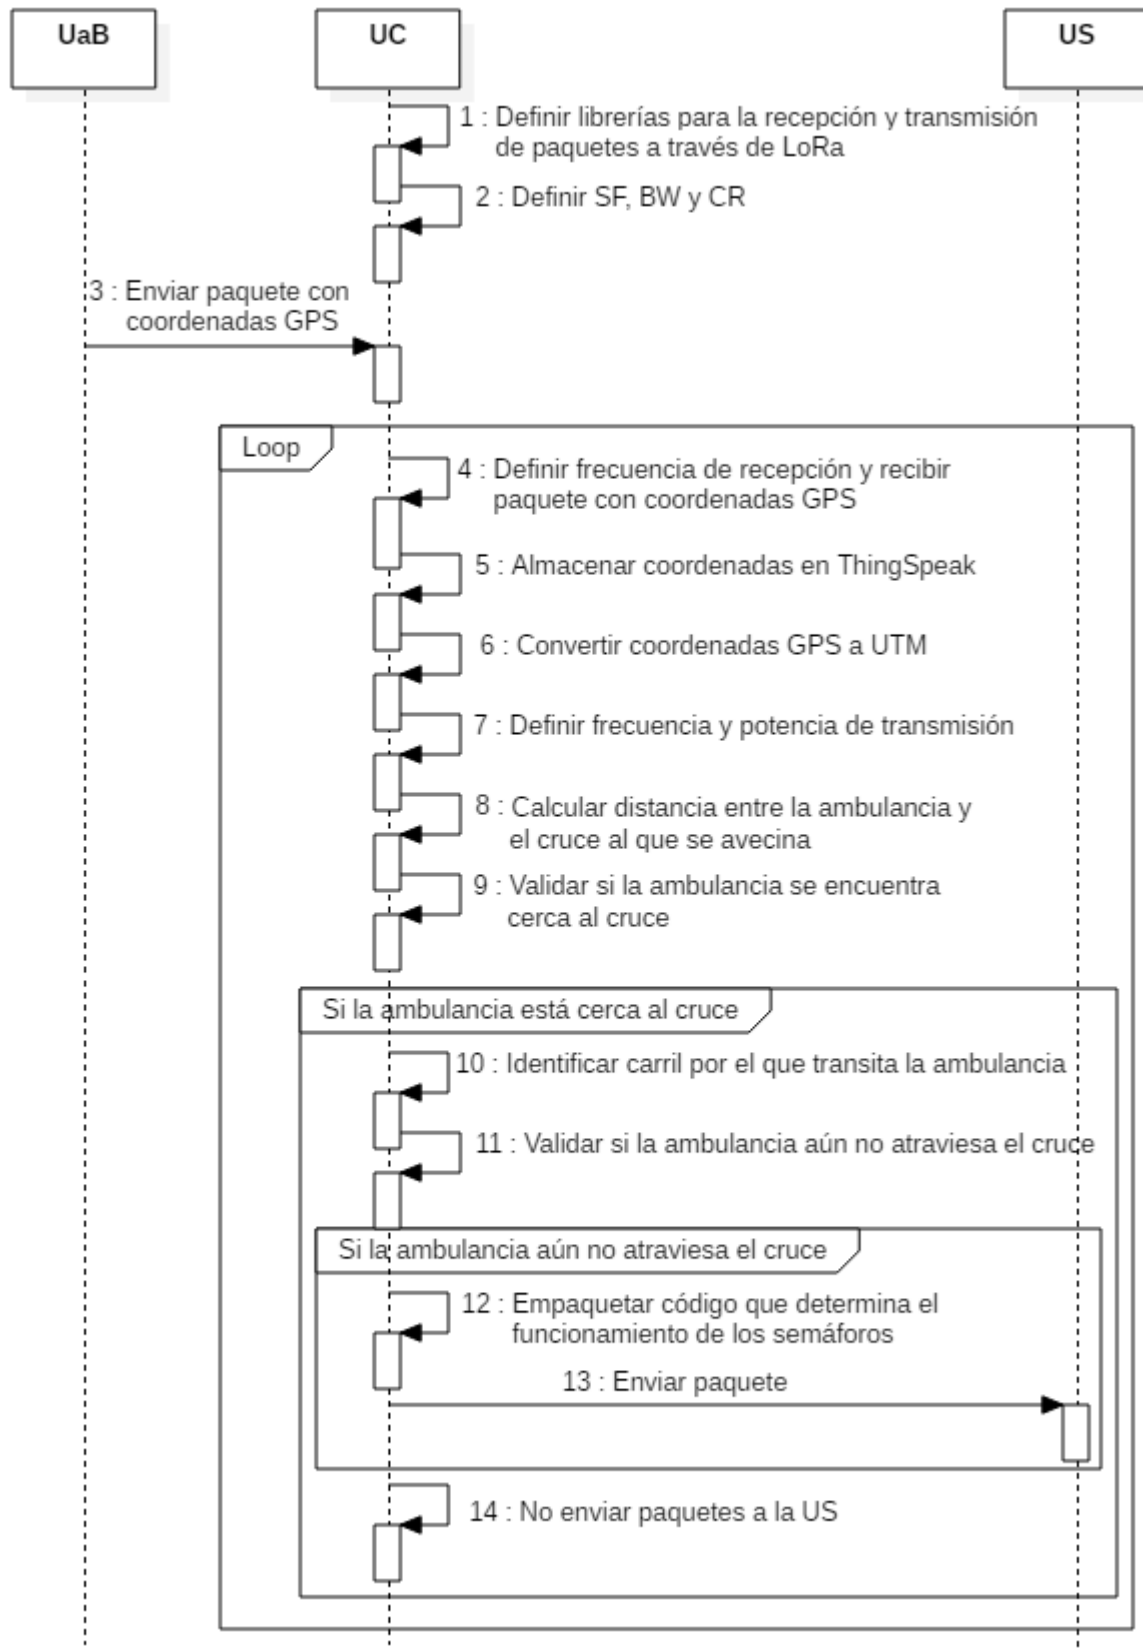 UaB
UC
US
1 : Definir librerías para la recepción y transmisión
de paquetes a través de LoRa
2 : Definir SF, BW y CR
3 : Enviar paquete con
coordenadas GPS
Loop
4 : Definir frecuencia de recepción y recibir
paquete con coordenadas GPS
5 : Almacenar coordenadas en ThingSpeak
6 : Convertir coordenadas GPS a UTM
7 : Definir frecuencia y potencia de transmisión
8 : Calcular distancia entre la ambulancia y
el cruce al que se avecina
9 : Validar si la ambulancia se encuentra
cerca al cruce
Si la ambulancia está cerca al cruce
10 : Identificar carril por el que transita la ambulancia
11 : Validar si la ambulancia aún no atraviesa el cruce
Si la ambulancia aún no atraviesa el cruce
12 : Empaquetar código que determina el
funcionamiento de los semáforos
13 : Enviar paquete
14 : No enviar paquetes a la US